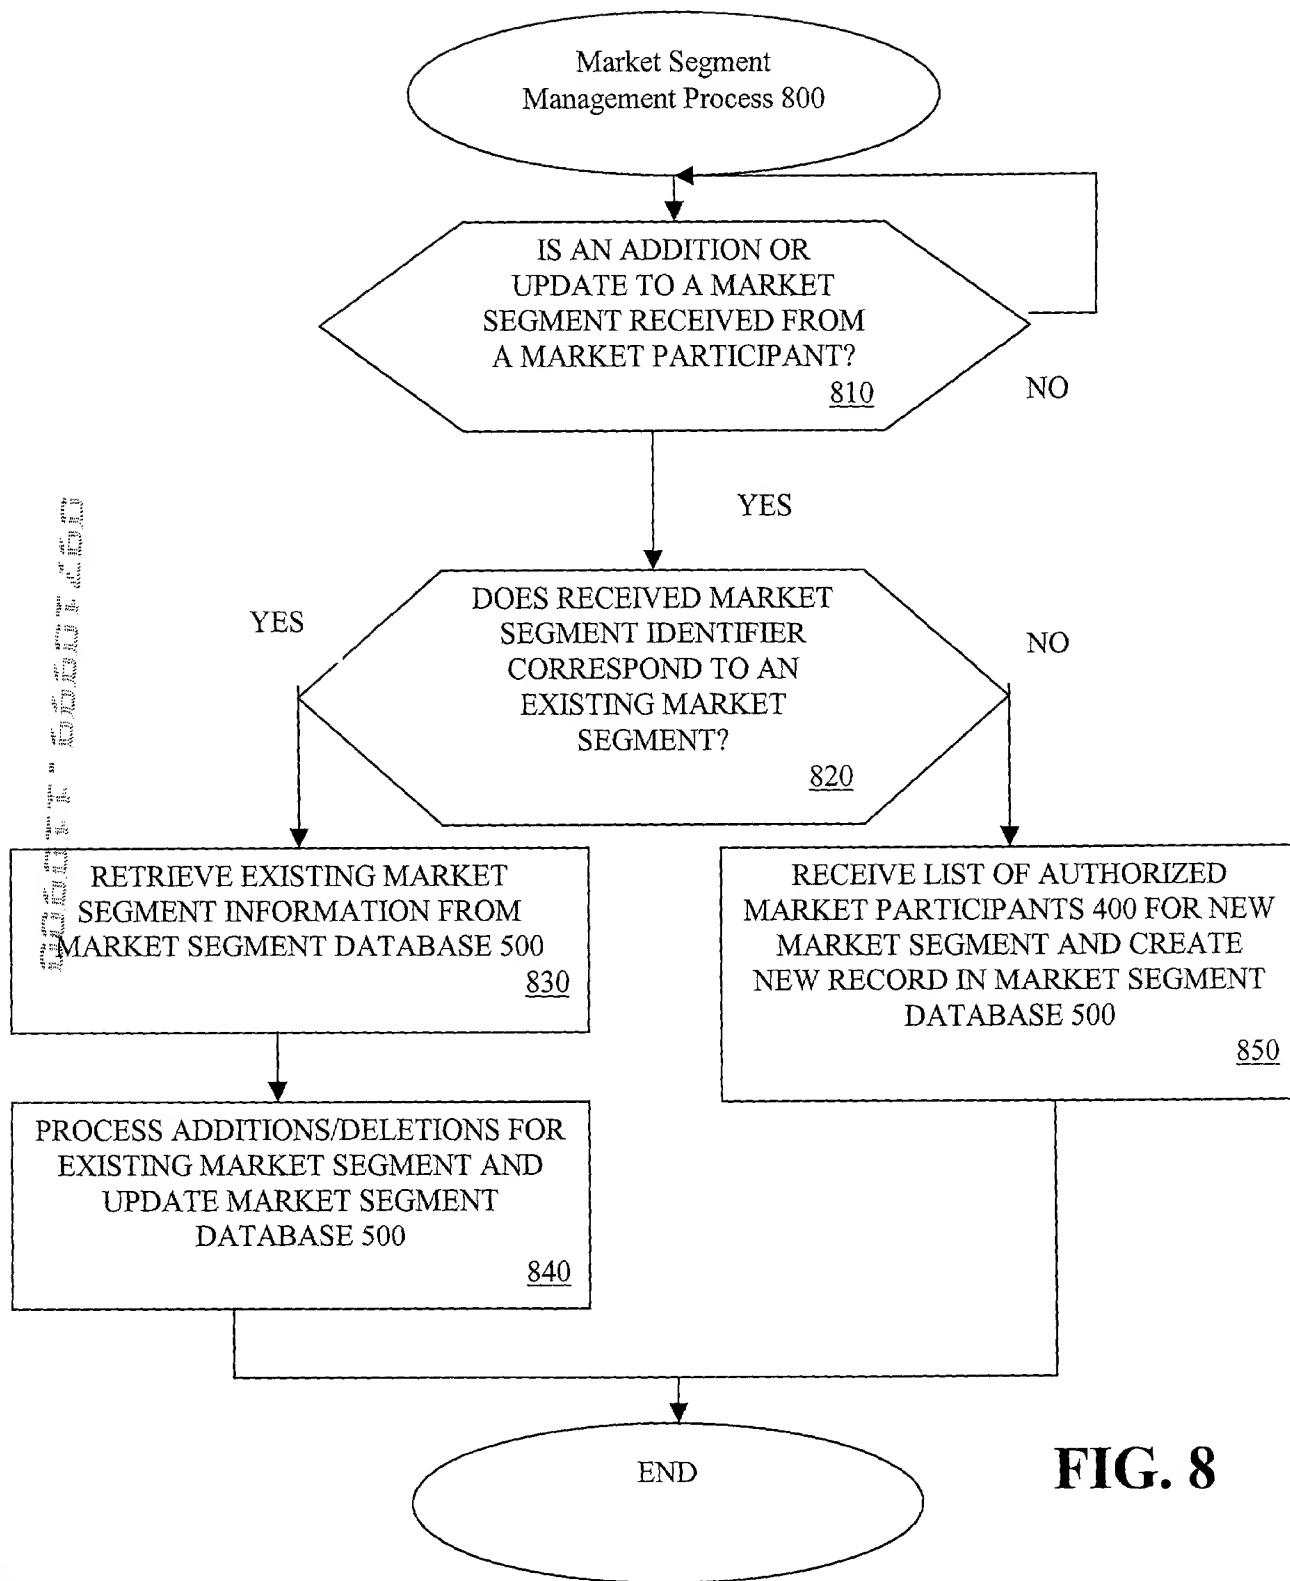 Market Segment
Management Process 800
IS AN ADDITION OR
UPDATE TO A MARKET
SEGMENT RECEIVED FROM
A MARKET PARTICIPANT?
810
NO
YES
DOES RECEIVED MARKET
SEGMENT IDENTIFIER
CORRESPOND TO AN
EXISTING MARKET
SEGMENT?
820
YES
NO
RETRIEVE EXISTING MARKET
SEGMENT INFORMATION FROM
MARKET SEGMENT DATABASE 500
830
RECEIVE LIST OF AUTHORIZED
MARKET PARTICIPANTS 400 FOR NEW
MARKET SEGMENT AND CREATE
NEW RECORD IN MARKET SEGMENT
DATABASE 500
850
PROCESS ADDITIONS/DELETIONS FOR
EXISTING MARKET SEGMENT AND
UPDATE MARKET SEGMENT
DATABASE 500
840
END
FIG. 8